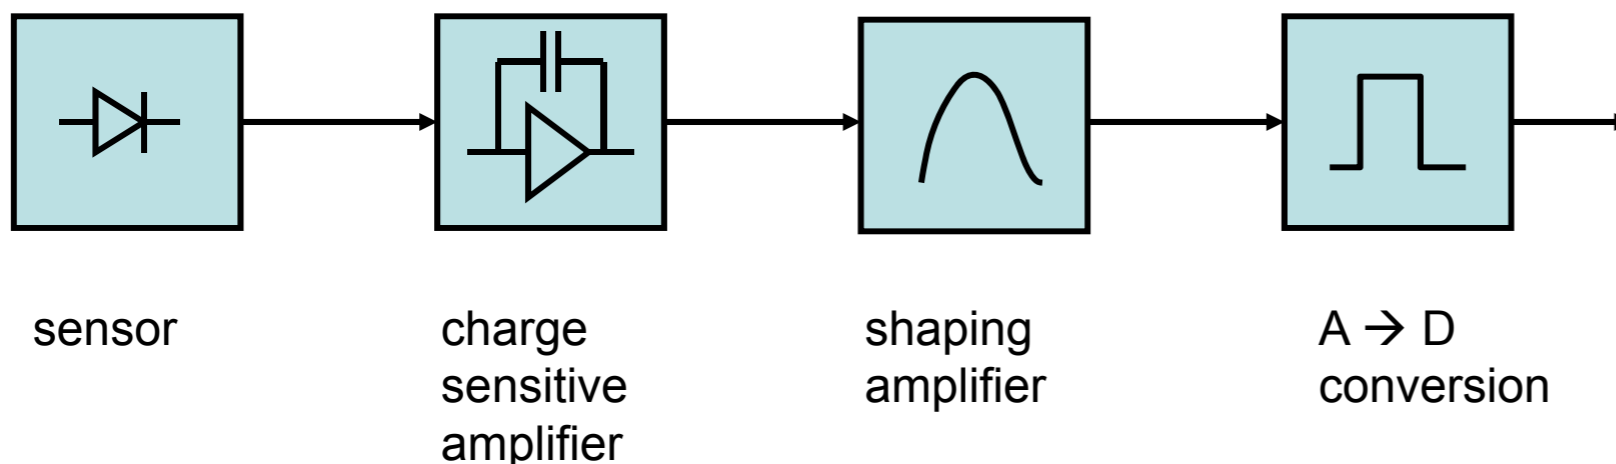 sensor
charge
sensitive
amplifier
shaping
amplifier
A → D
conversion